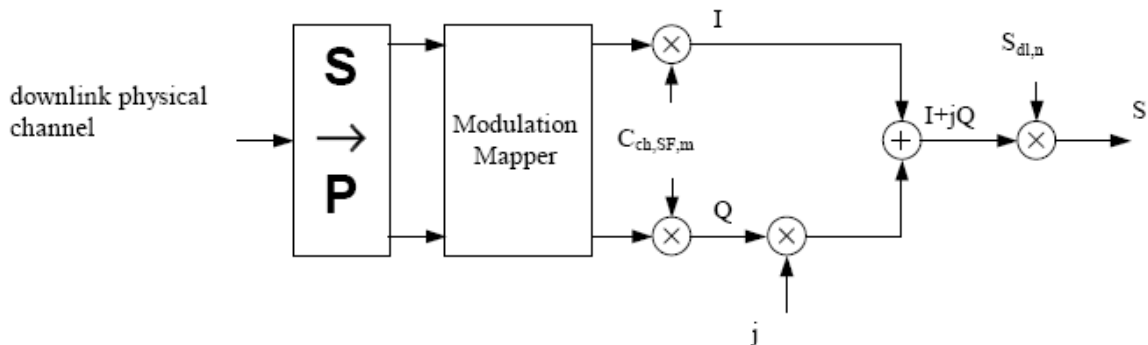 downlink physical
channel
S
→
P
Modulation
Mapper
I
C_ch,SF,m
Q
j
I+jQ
S_dl,n
S